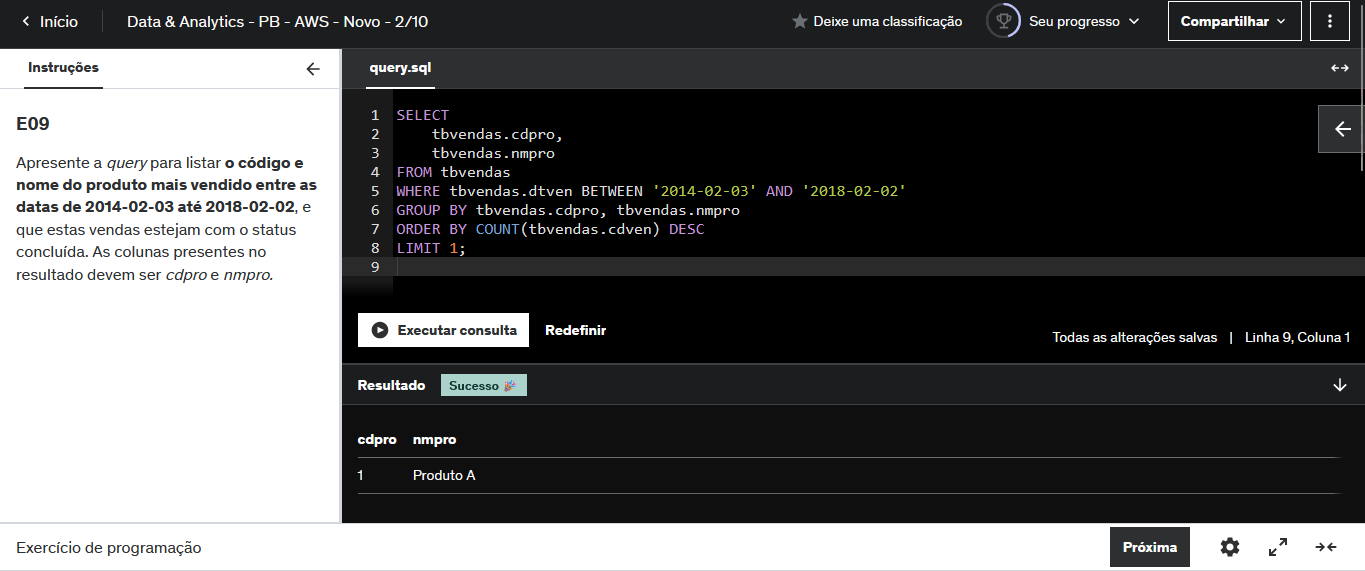 Início
Data & Analytics - PB - AWS - Novo - 2/10
Deixe uma classificação
Seu progresso
Compartilhar
Instruções
E09
Apresente a query para listar o código e
nome do produto mais vendido entre as
datas de 2014-02-03 até 2018-02-02, e
que estas vendas estejam com o status
concluída. As colunas presentes no
resultado devem ser cdpro e nmpro.
query.sql
1 SELECT
2 tbvendas.cdpro,
3 tbvendas.nmpro
4 FROM tbvendas
5 WHERE tbvendas.dtven BETWEEN '2014-02-03' AND '2018-02-02'
6 GROUP BY tbvendas.cdpro, tbvendas.nmpro
7 ORDER BY COUNT(tbvendas.cdven) DESC
8 LIMIT 1;
9
Executar consulta
Redefinir
Todas as alterações salvas | Linha 9, Coluna 1
Resultado
Sucesso 🎉
cdpro nmpro
1 Produto A
Exercício de programação
Próxima